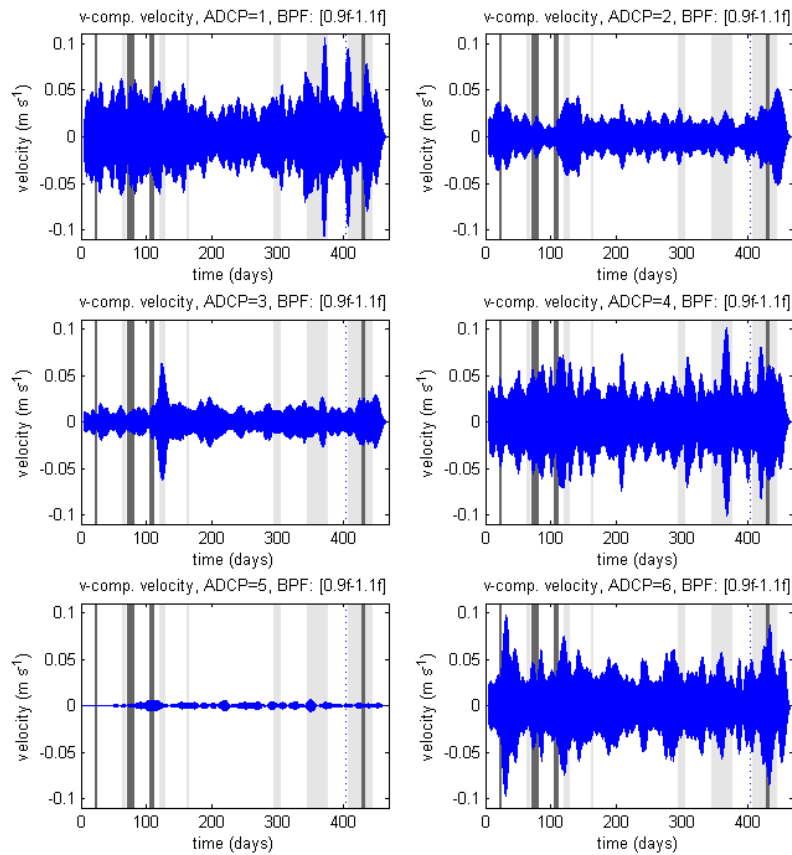 v-comp. velocity, ADCP=1, BPF: [0.9f-1.1f]
0.1
0.05
0
-0.05
-0.1
velocity (m s-1)
0 100 200 300 400
time (days)
v-comp. velocity, ADCP=2, BPF: [0.9f-1.1f]
0.1
0.05
0
-0.05
-0.1
velocity (m s-1)
0 100 200 300 400
time (days)
v-comp. velocity, ADCP=3, BPF: [0.9f-1.1f]
0.1
0.05
0
-0.05
-0.1
velocity (m s-1)
0 100 200 300 400
time (days)
v-comp. velocity, ADCP=4, BPF: [0.9f-1.1f]
0.1
0.05
0
-0.05
-0.1
velocity (m s-1)
0 100 200 300 400
time (days)
v-comp. velocity, ADCP=5, BPF: [0.9f-1.1f]
0.1
0.05
0
-0.05
-0.1
velocity (m s-1)
0 100 200 300 400
time (days)
v-comp. velocity, ADCP=6, BPF: [0.9f-1.1f]
0.1
0.05
0
-0.05
-0.1
velocity (m s-1)
0 100 200 300 400
time (days)